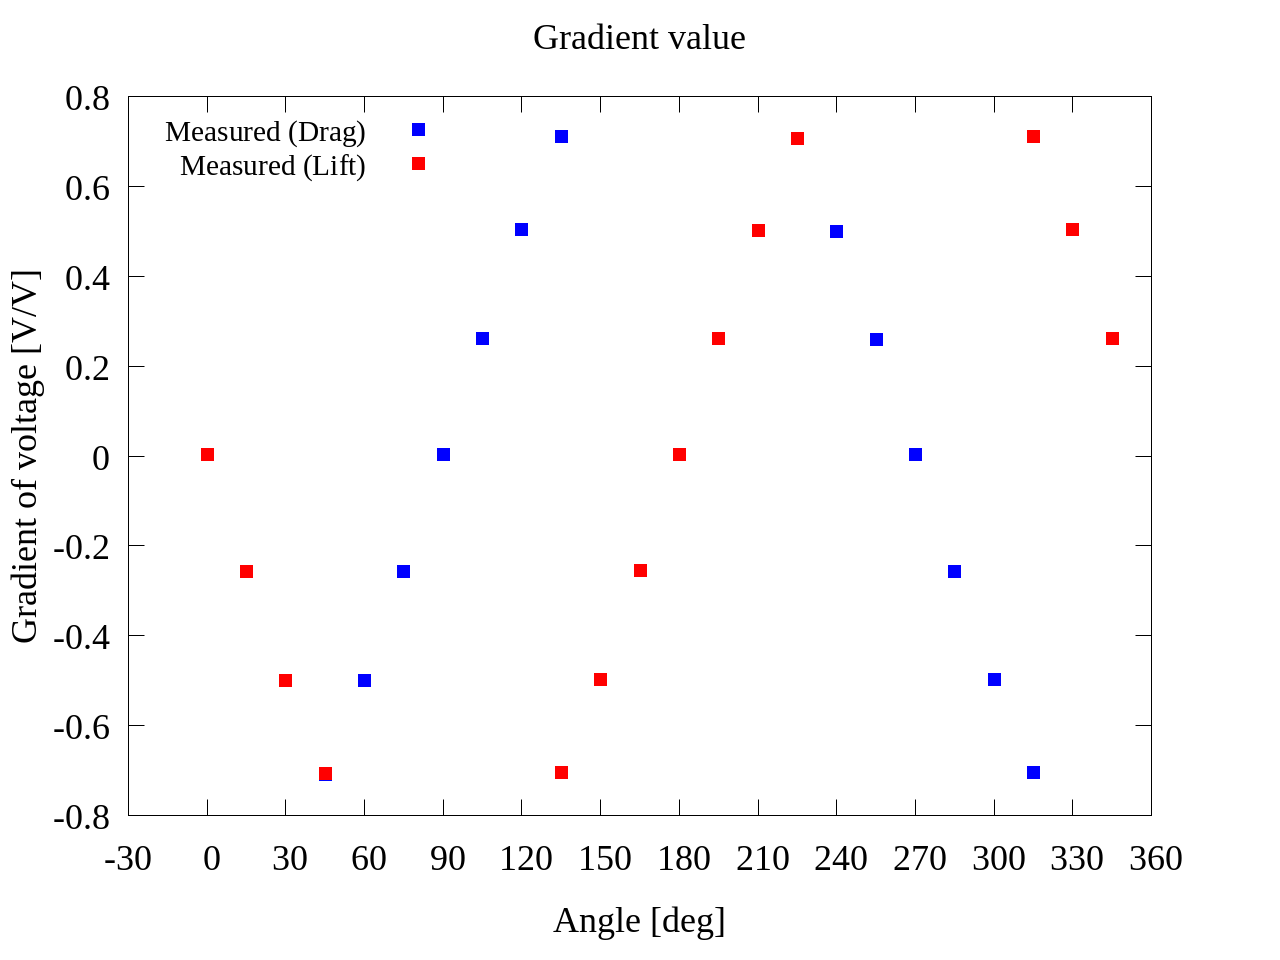 Gradient value
Measured (Drag)
Measured (Lift)
0.8
0.6
0.4
0.2
0
-0.2
-0.4
-0.6
-0.8
Gradient of voltage [V/V]
-30 0 30 60 90 120 150 180 210 240 270 300 330 360
Angle [deg]